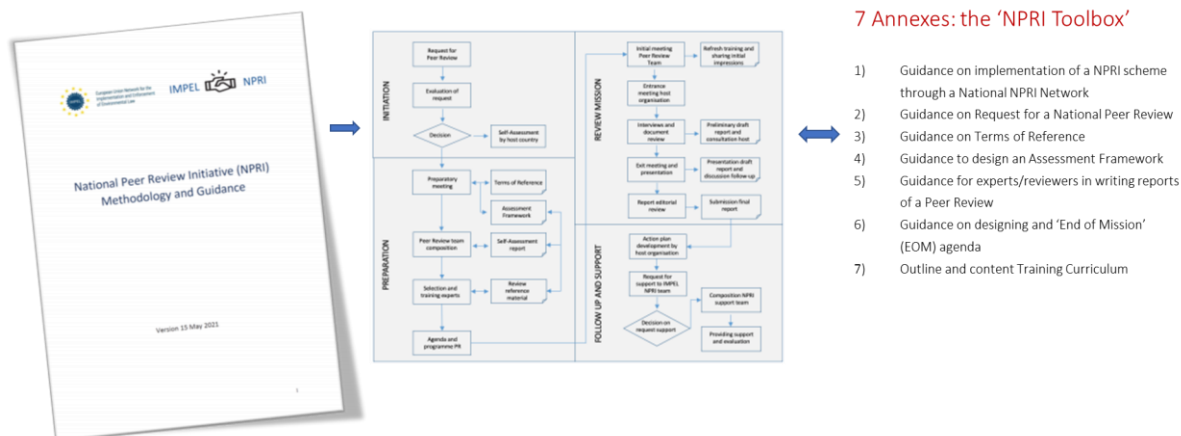 European Union Network for the
Implementation and Enforcement
of Environmental Law
IMPEL
NPRI
National Peer Review Initiative (NPRI)
Methodology and Guidance
Version 15 May 2021
1
INITIATION
Request for
Peer Review
Evaluation of
request
Decision
Self-Assessment
by host country
PREPARATION
Preparatory
meeting
Terms of Reference
Assessment
Framework
Peer Review team
composition
Self-Assessment
report
Selection and
training experts
Review
reference
material
Agenda and
programme PR
REVIEW MISSION
Initial meeting
Peer Review
Team
Refresh training and
sharing initial
impressions
Entrance
meeting host
organisation
Interviews and
document
review
Preliminary draft
report and
consultation host
Exit meeting and
presentation
Presentation draft
report and
discussion follow-up
Report editorial
review
Submission final
report
FOLLOW UP AND SUPPORT
Action plan
development by
host organisation
Request for
support to IMPEL
NPRI team
Decision on
request support
Composition NPRI
support team
Providing support
and evaluation
7 Annexes: the ‘NPRI Toolbox’
1) Guidance on implementation of a NPRI scheme
through a National NPRI Network
2) Guidance on Request for a National Peer Review
3) Guidance on Terms of Reference
4) Guidance to design an Assessment Framework
5) Guidance for experts/reviewers in writing reports
of a Peer Review
6) Guidance on designing and ‘End of Mission’
(EOM) agenda
7) Outline and content Training Curriculum